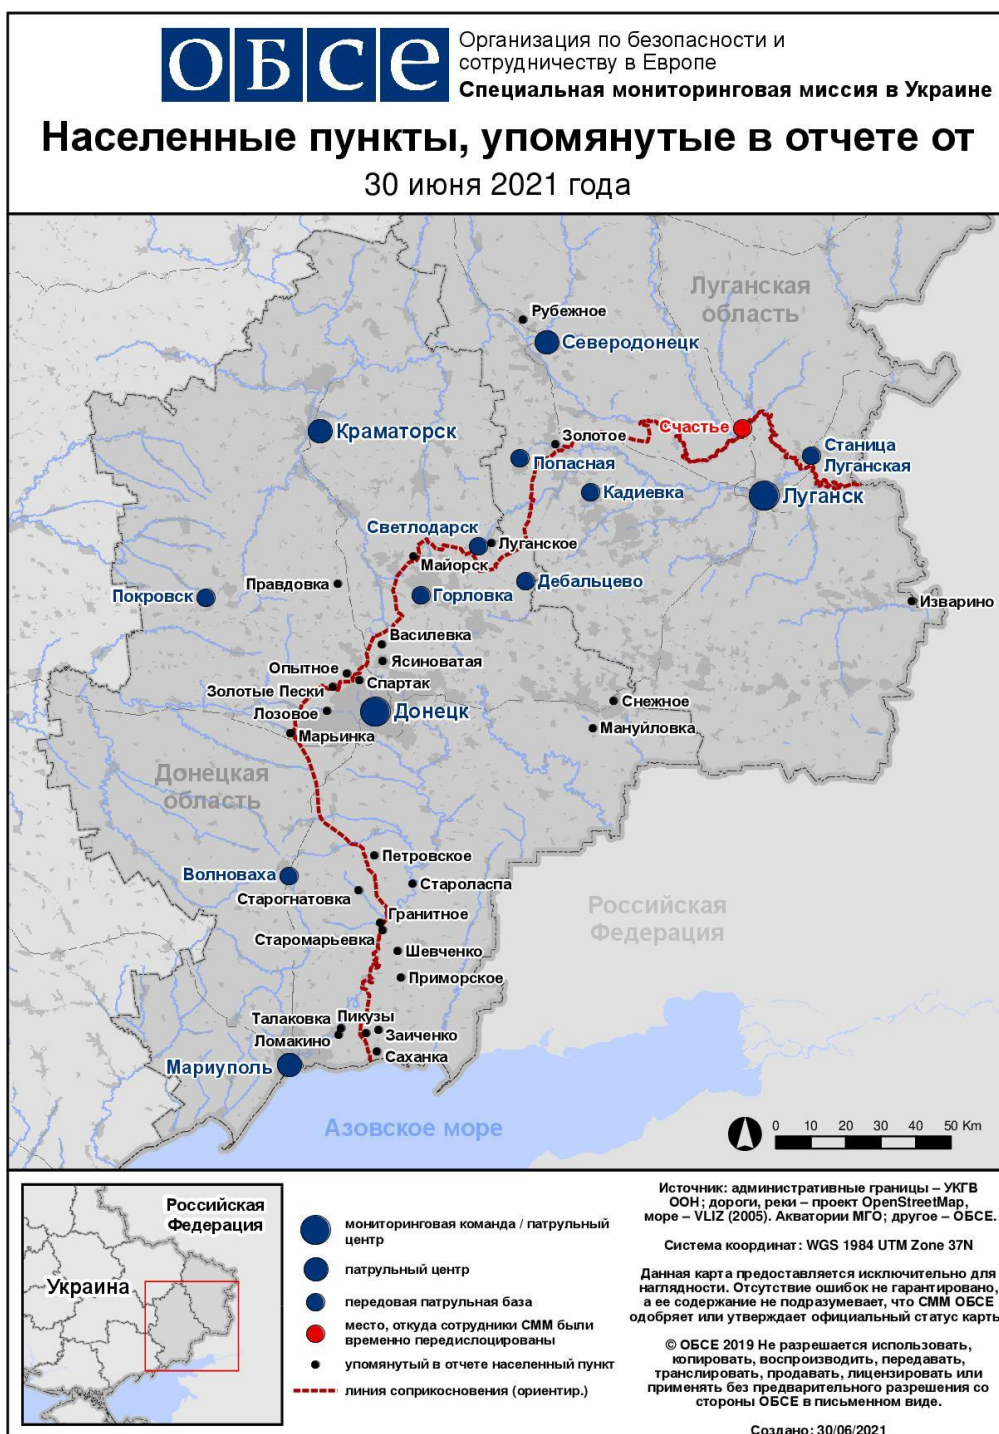 ОБСЕ
Организация по безопасности и
сотрудничеству в Европе
Специальная мониторинговая миссия в Украине
Населенные пункты, упомянутые в отчете от
30 июня 2021 года
Луганская
область
Рубежное
Северодонецк
Краматорск
Золотое
Счастье
Станица
Луганская
Попасная
Кадиевка
Луганск
Светлодарск
Луганское
Майорск
Правдовка
Покровск
Горловка
Дебальцево
Изварино
Василевка
Ясиноватая
Опытное
Спартак
Золотые Пески
Лозовое
Донецк
Снежное
Марьинка
Мануйловка
Донецкая
область
Петровское
Волноваха
Староласпа
Старогнатовка
Гранитное
Российская
Федерация
Старомарьевка
Шевченко
Приморское
Талаковка
Пикузы
Ломакино
Заиченко
Саханка
Мариуполь
Азовское море
0 10 20 30 40 50 Km
Российская
Федерация
Украина
мониторинговая команда / патрульный
центр
патрульный центр
передовая патрульная база
место, откуда сотрудники СММ были
временно передислоцированы
упомянутый в отчете населенный пункт
линия соприкосновения (ориентир.)
Источник: административные границы – УКГВ
ООН; дороги, реки – проект OpenStreetMap,
море – VLIZ (2005). Акватории МГО; другое – ОБСЕ.
Система координат: WGS 1984 UTM Zone 37N
Данная карта предоставляется исключительно для
наглядности. Отсутствие ошибок не гарантировано,
а ее содержание не подразумевает, что СММ ОБСЕ
одобряет или утверждает официальный статус карты
© ОБСЕ 2019 Не разрешается использовать,
копировать, воспроизводить, передавать,
транслировать, продавать, лицензировать или
применять без предварительного разрешения со
стороны ОБСЕ в письменном виде.
Создано: 30/06/2021